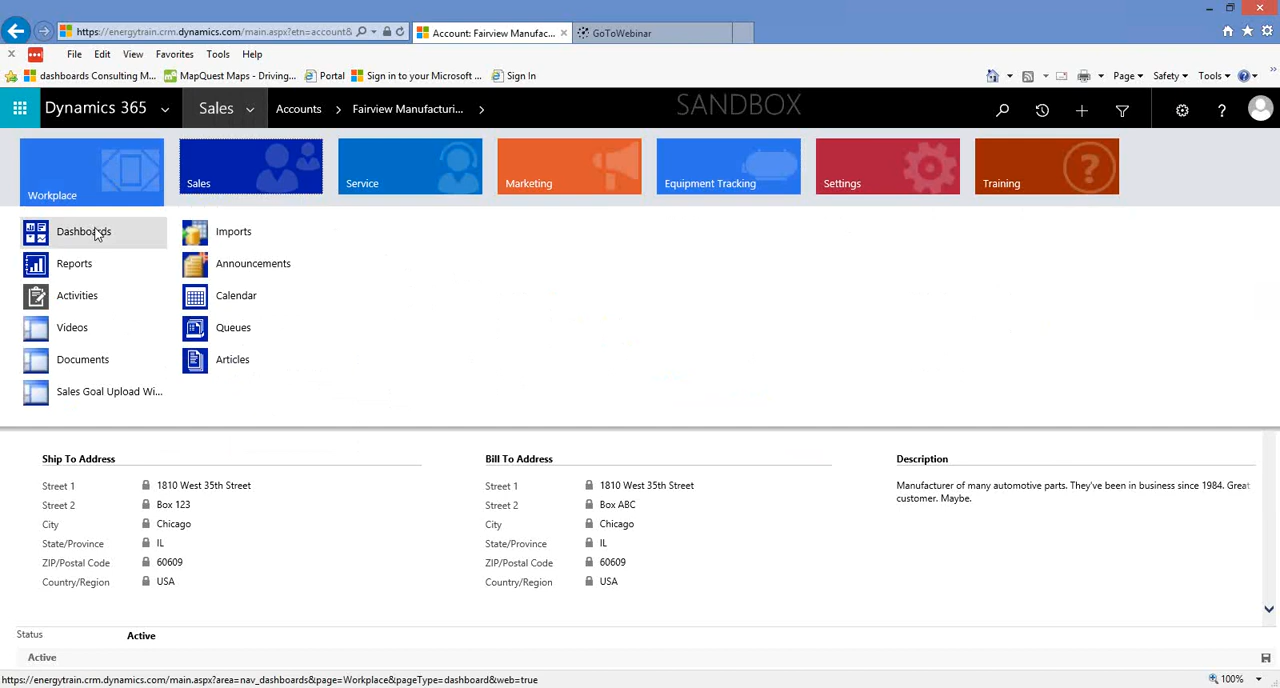 https://energytrain.crm.dynamics.com/main.aspx?etn=account&
Account: Fairview Manufac...
GoToWebinar
File Edit View Favorites Tools Help
dashboards Consulting M...
MapQuest Maps - Driving...
Portal
Sign in to your Microsoft ...
Sign In
Page
Safety
Tools
Dynamics 365
Sales
Accounts
Fairview Manufacturi...
SANDBOX
Workplace
Sales
Service
Marketing
Equipment Tracking
Settings
Training
Dashboards
Imports
Reports
Announcements
Activities
Calendar
Videos
Queues
Documents
Articles
Sales Goal Upload Wi...
Ship To Address
Street 1 1810 West 35th Street
Street 2 Box 123
City Chicago
State/Province IL
ZIP/Postal Code 60609
Country/Region USA
Bill To Address
Street 1 1810 West 35th Street
Street 2 Box ABC
City Chicago
State/Province IL
ZIP/Postal Code 60609
Country/Region USA
Description
Manufacturer of many automotive parts. They've been in business since 1984. Great
customer. Maybe.
Status Active
Active
https://energytrain.crm.dynamics.com/main.aspx?area=nav_dashboards&page=Workplace&pageType=dashboard&web=true
100%